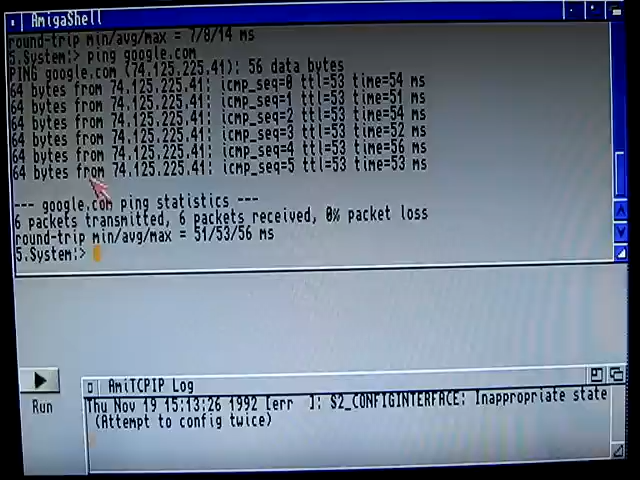 AmigaShell
round-trip min/avg/max = 7/8/14 ms
5.System:> ping google.com
PING google.com (74.125.225.41): 56 data bytes
64 bytes from 74.125.225.41: icmp_seq=0 ttl=53 time=54 ms
64 bytes from 74.125.225.41: icmp_seq=1 ttl=53 time=51 ms
64 bytes from 74.125.225.41: icmp_seq=2 ttl=53 time=54 ms
64 bytes from 74.125.225.41: icmp_seq=3 ttl=53 time=52 ms
64 bytes from 74.125.225.41: icmp_seq=4 ttl=53 time=56 ms
64 bytes from 74.125.225.41: icmp_seq=5 ttl=53 time=53 ms
--- google.com ping statistics ---
6 packets transmitted, 6 packets received, 0% packet loss
round-trip min/avg/max = 51/53/56 ms
5.System:>
Run
AmiTCPIP Log
Thu Nov 19 15:13:26 1992 [err  ]: S2_CONFIGINTERFACE: Inappropriate state
(Attempt to config twice)